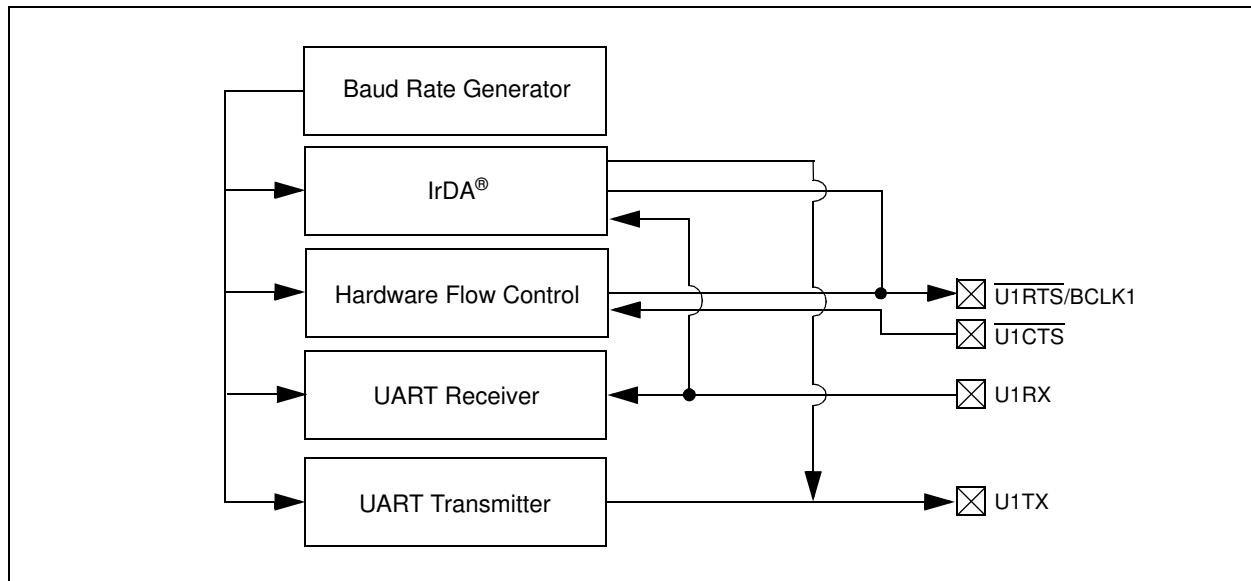 Baud Rate Generator
IrDA®
Hardware Flow Control
U1RTS/BCLK1
U1CTS
UART Receiver
U1RX
UART Transmitter
U1TX